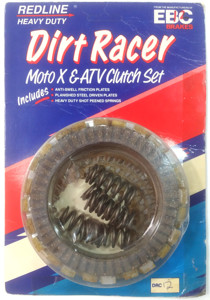 REDLINE
HEAVY DUTY
EBC
BRAKES
Dirt Racer
Moto X & ATV Clutch Set
Includes
• ANTI-SWELL FRICTION PLATES
• PLANISHED STEEL DRIVEN PLATES
• HEAVY DUTY SHOT PEENED SPRINGS
DRC 2